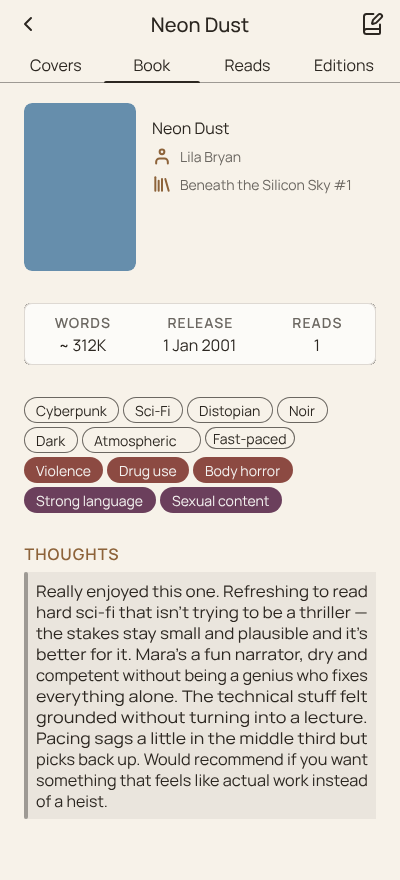 Neon Dust
Covers Book Reads Editions
Neon Dust
Lila Bryan
Beneath the Silicon Sky #1
WORDS RELEASE READS
~ 312K 1 Jan 2001 1
Cyberpunk Sci-Fi Distopian Noir
Dark Atmospheric Fast-paced
Violence Drug use Body horror
Strong language Sexual content
THOUGHTS
Really enjoyed this one. Refreshing to read
hard sci-fi that isn't trying to be a thriller —
the stakes stay small and plausible and it's
better for it. Mara's a fun narrator, dry and
competent without being a genius who fixes
everything alone. The technical stuff felt
grounded without turning into a lecture.
Pacing sags a little in the middle third but
picks back up. Would recommend if you want
something that feels like actual work instead
of a heist.